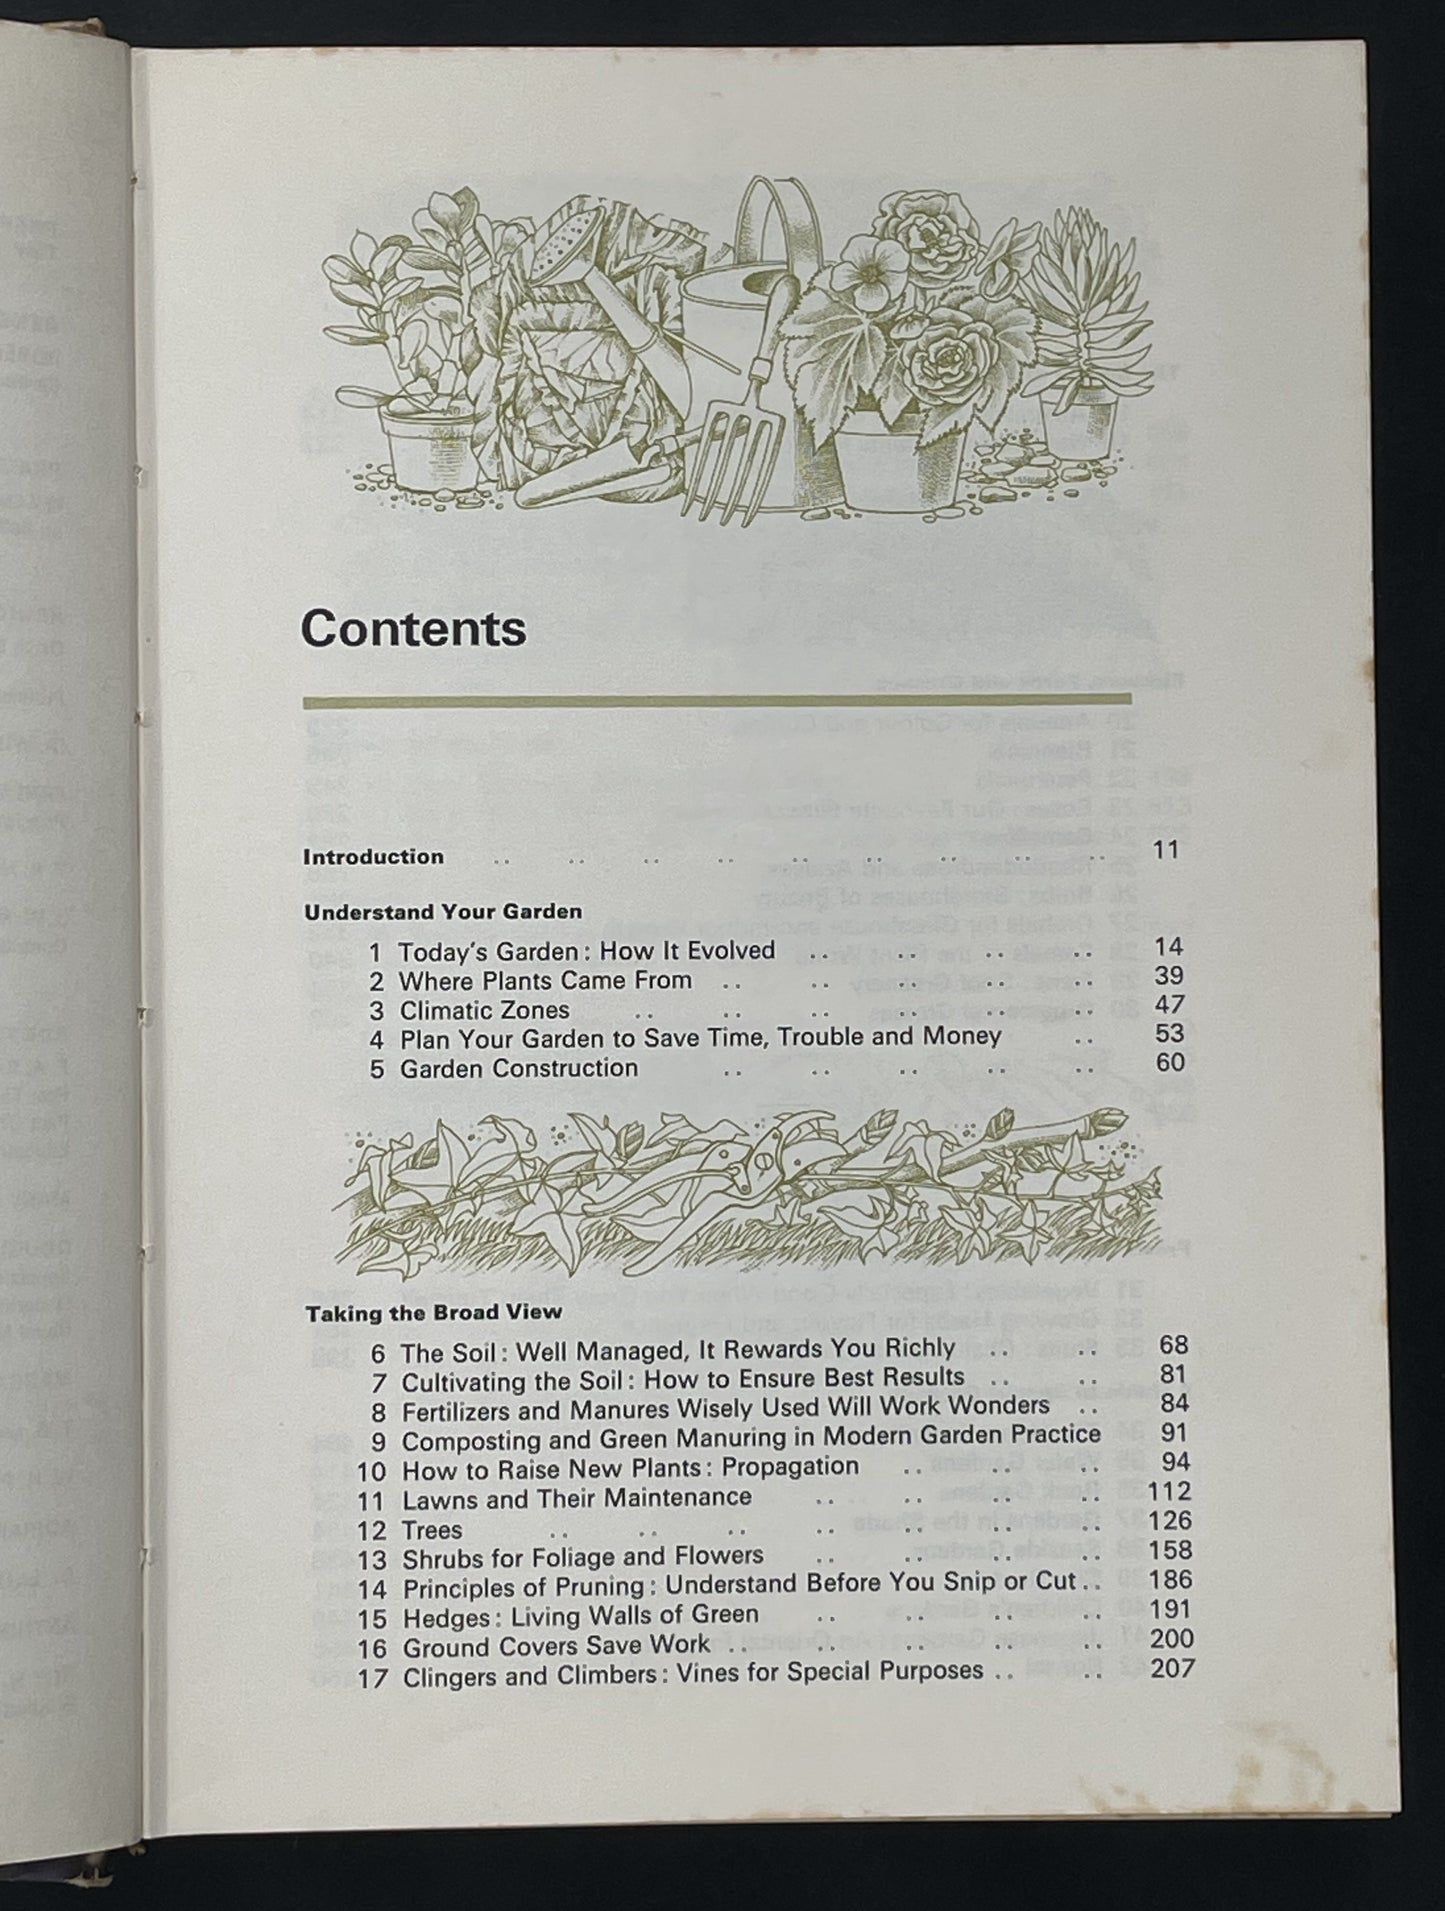 Contents
Introduction .. .. .. .. .. .. .. .. .. 11
Understand Your Garden
1 Today's Garden: How It Evolved .. .. .. .. 14
2 Where Plants Came From .. .. .. .. .. 39
3 Climatic Zones .. .. .. .. .. .. 47
4 Plan Your Garden to Save Time, Trouble and Money .. 53
5 Garden Construction .. .. .. .. .. 60
Taking the Broad View
6 The Soil: Well Managed, It Rewards You Richly .. .. 68
7 Cultivating the Soil: How to Ensure Best Results .. .. 81
8 Fertilizers and Manures Wisely Used Will Work Wonders .. 84
9 Composting and Green Manuring in Modern Garden Practice 91
10 How to Raise New Plants: Propagation .. .. .. 94
11 Lawns and Their Maintenance .. .. .. .. 112
12 Trees .. .. .. .. .. .. .. 126
13 Shrubs for Foliage and Flowers .. .. .. .. 158
14 Principles of Pruning: Understand Before You Snip or Cut .. 186
15 Hedges: Living Walls of Green .. .. .. .. 191
16 Ground Covers Save Work .. .. .. .. .. 200
17 Clingers and Climbers: Vines for Special Purposes .. .. 207